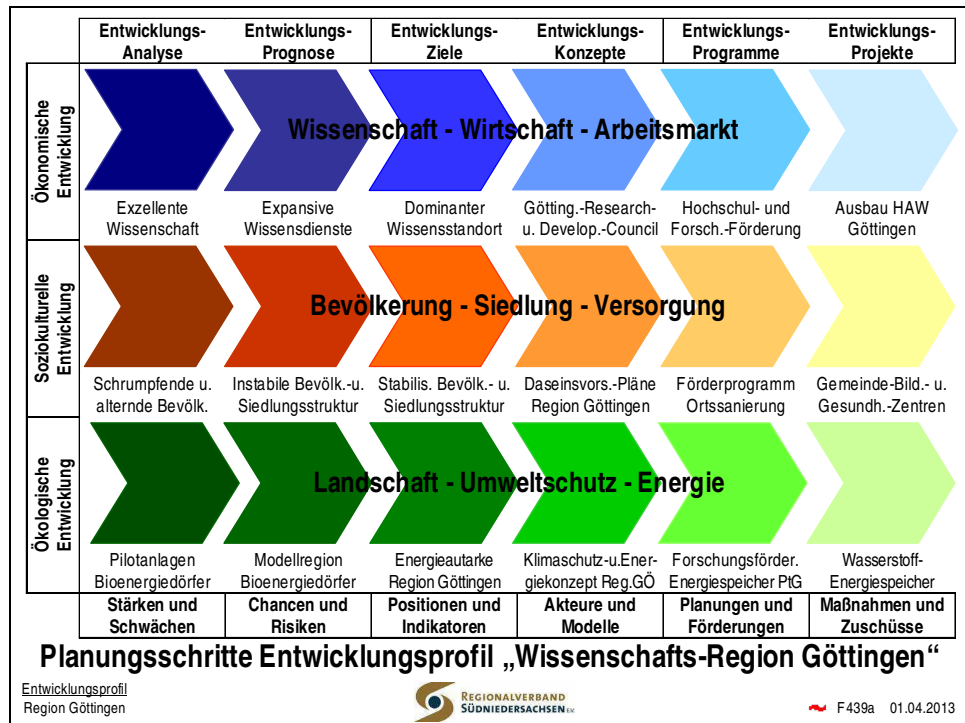 Entwicklungs-Analyse
Entwicklungs-Prognose
Entwicklungs-Ziele
Entwicklungs-Konzepte
Entwicklungs-Programme
Entwicklungs-Projekte
Ökonomische
Entwicklung
Wissenschaft - Wirtschaft - Arbeitsmarkt
Exzellente
Wissenschaft
Expansive
Wissensdienste
Dominanter
Wissensstandort
Götting.-Research-
u. Develop.-Council
Hochschul- und
Forsch.-Förderung
Ausbau HAW
Göttingen
Soziokulturelle
Entwicklung
Bevölkerung - Siedlung - Versorgung
Schrumpfende u.
alternde Bevölk.
Instabile Bevölk.-u.
Siedlungsstruktur
Stabilis. Bevölk.- u.
Siedlungsstruktur
Daseinsvors.-Pläne
Region Göttingen
Förderprogramm
Ortssanierung
Gemeinde-Bild.- u.
Gesundh.-Zentren
Ökologische
Entwicklung
Landschaft - Umweltschutz - Energie
Pilotanlagen
Bioenergiedörfer
Modellregion
Bioenergiedörfer
Energieautarke
Region Göttingen
Klimaschutz-u.Ener-
giekonzept Reg.GÖ
Forschungsförder.
Energiespeicher PtG
Wasserstoff-
Energiespeicher
Stärken und
Schwächen
Chancen und
Risiken
Positionen und
Indikatoren
Akteure und
Modelle
Planungen und
Förderungen
Maßnahmen und
Zuschüsse
Planungsschritte Entwicklungsprofil „Wissenschafts-Region Göttingen“
Entwicklungsprofil
Region Göttingen
REGIONALVERBAND
SÜDNIEDERSACHSEN E.V.
F 439a 01.04.2013